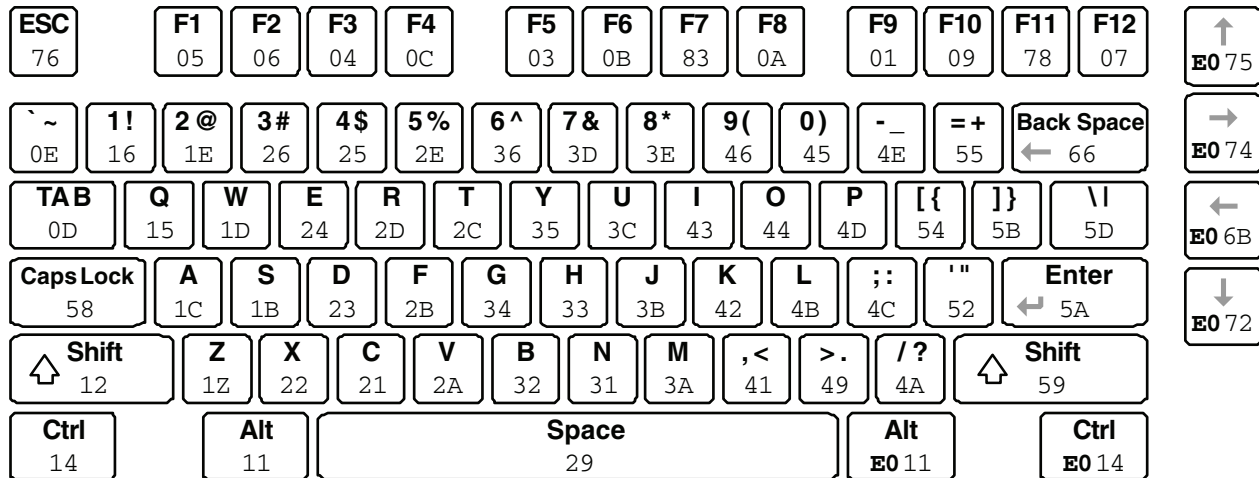 ESC F1 F2 F3 F4 F5 F6 F7 F8 F9 F10 F11 F12 ↑
76 05 06 04 0C 03 0B 83 0A 01 09 78 07 E0 75
` ~ 1 ! 2 @ 3 # 4 $ 5 % 6 ^ 7 & 8 * 9 ( 0 ) - _ = + Back Space →
0E 16 1E 26 25 2E 36 3D 3E 46 45 4E 55 ← 66 E0 74
TAB Q W E R T Y U I O P [ { ] } \ | ←
0D 15 1D 24 2D 2C 35 3C 43 44 4D 54 5B 5D E0 6B
Caps Lock A S D F G H J K L ; : ' " Enter ↓
58 1C 1B 23 2B 34 33 3B 42 4B 4C 52 ↵ 5A E0 72
⇧ Shift Z X C V B N M , < > . / ? ⇧ Shift
12 1Z 22 21 2A 32 31 3A 41 49 4A 59
Ctrl Alt Space Alt Ctrl
14 11 29 E0 11 E0 14